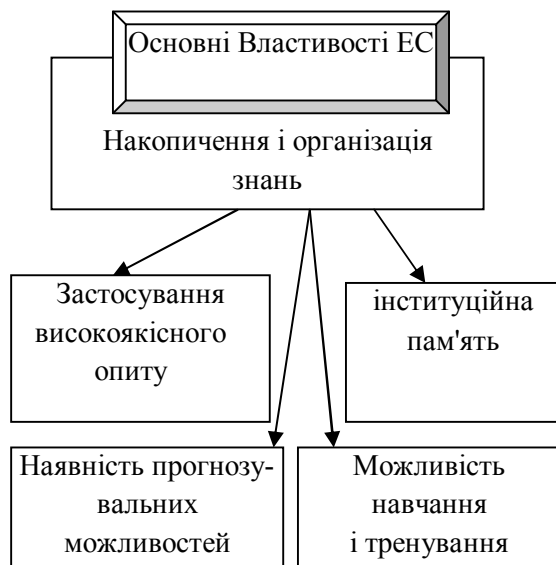 Основні Властивості ЕС
Накопичення і організація
знань
Застосування
високоякісного
опиту
інституційна
пам'ять
Наявність прогнозу-
вальних
можливостей
Можливість
навчання
і тренування